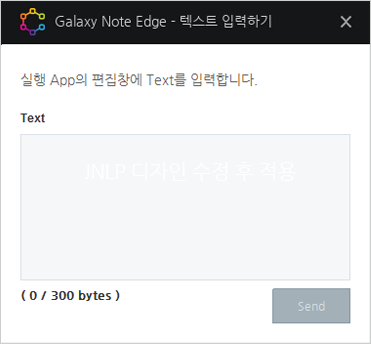 Galaxy Note Edge - 텍스트 입력하기
실행 App의 편집창에 Text를 입력합니다.
Text
JNLP 디자인 수정 후 적용
( 0 / 300 bytes )
Send